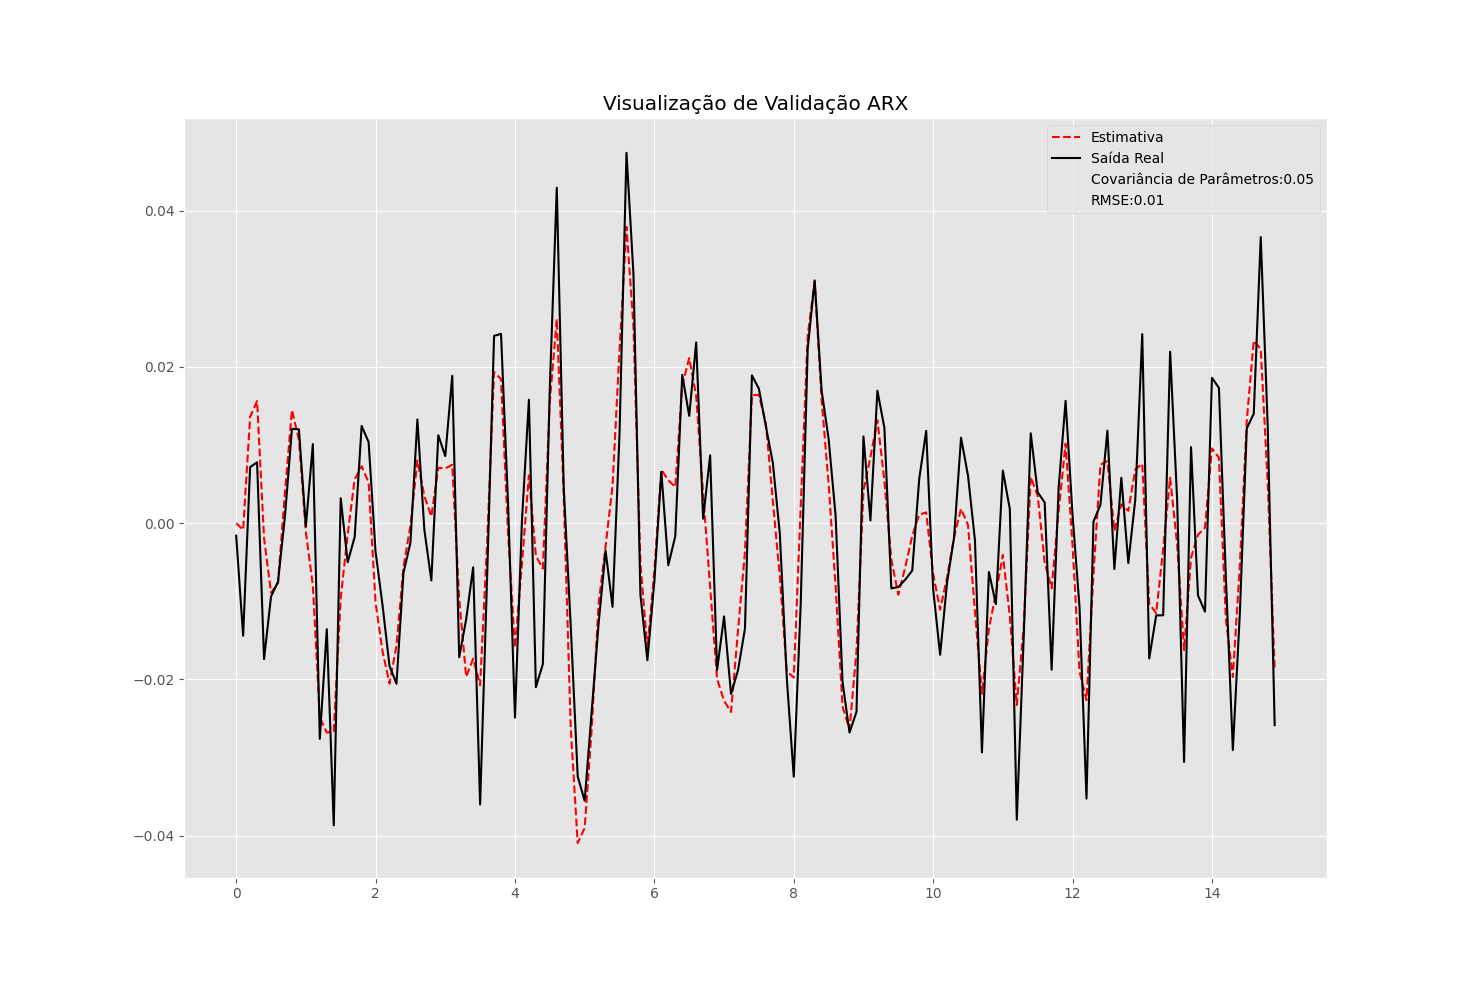 Visualização de Validação ARX
Estimativa
Saída Real
Covariância de Parâmetros:0.05
RMSE:0.01
0.04
0.02
0.00
−0.02
−0.04
0 2 4 6 8 10 12 14